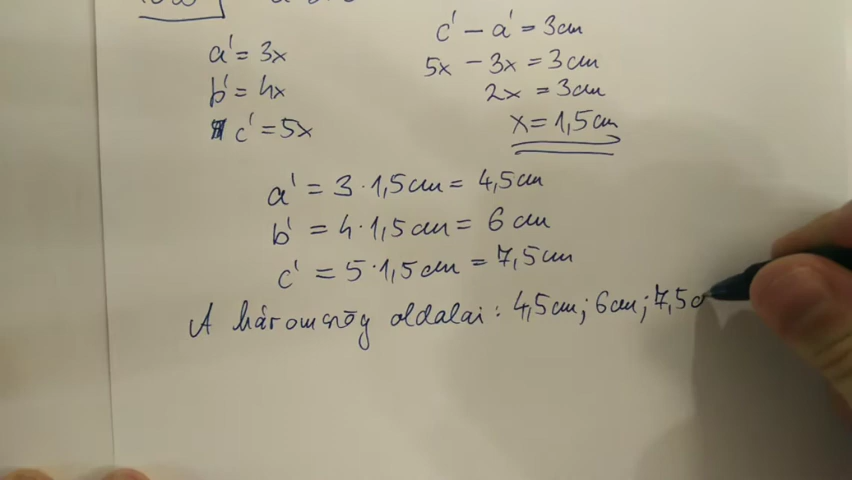 a' = 3x
b' = 4x
c' = 5x
c' - a' = 3cm
5x - 3x = 3cm
2x = 3cm
x = 1,5cm
a' = 3 · 1,5cm = 4,5cm
b' = 4 · 1,5cm = 6 cm
c' = 5 · 1,5cm = 7,5cm
A háromszög oldalai: 4,5cm; 6cm; 7,5c